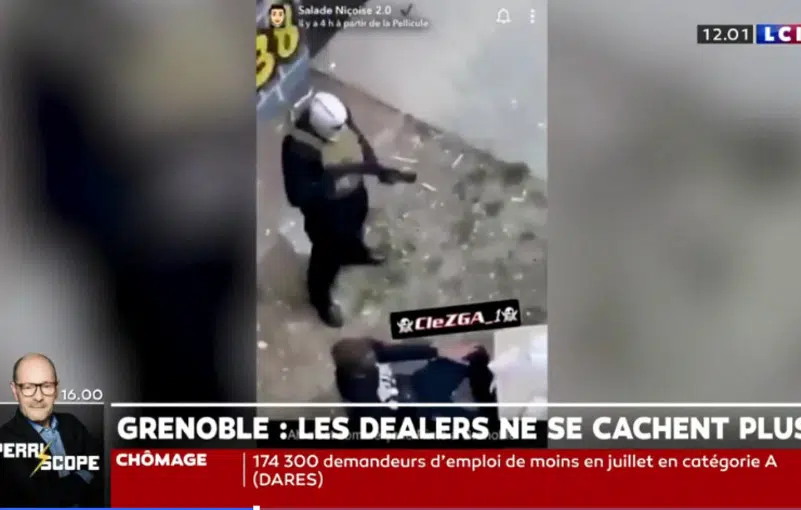 Salade Niçoise 2.0
Il y a 4 h à partir de la Pellicule
12.01 LCI
CleZGA_1
16.00
PERRI
SCOPE
GRENOBLE : LES DEALERS NE SE CACHENT PLUS
CHÔMAGE
174 300 demandeurs d'emploi de moins en juillet en catégorie A
(DARES)